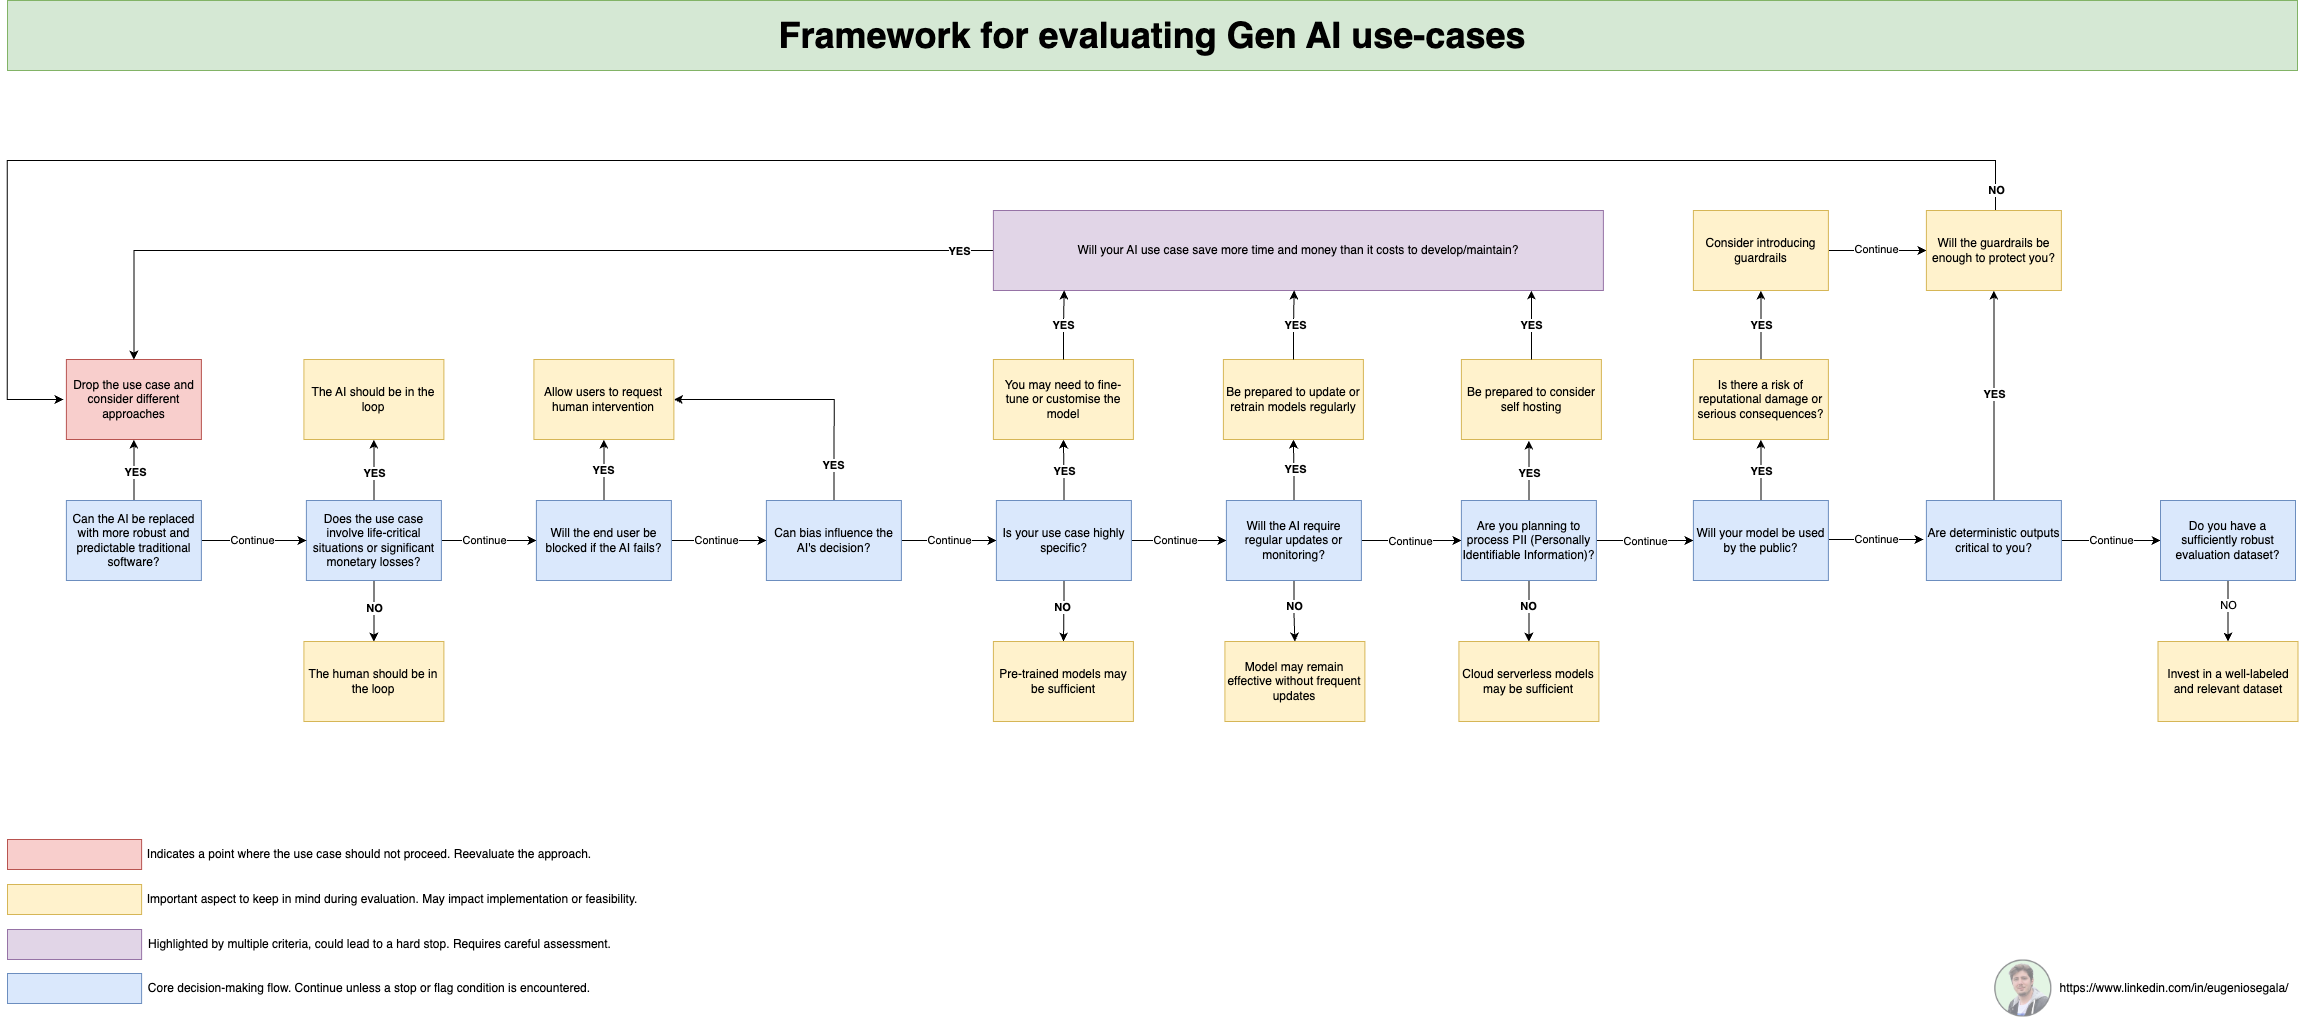 Framework for evaluating Gen AI use-cases
NO
Will your AI use case save more time and money than it costs to develop/maintain?
YES
Consider introducing
guardrails
Continue
Will the guardrails be
enough to protect you?
YES
YES
YES
YES
Drop the use case and
consider different
approaches
The AI should be in the
loop
Allow users to request
human intervention
You may need to fine-
tune or customise the
model
Be prepared to update or
retrain models regularly
Be prepared to consider
self hosting
Is there a risk of
reputational damage or
serious consequences?
YES
YES
YES
YES
YES
YES
YES
YES
YES
Can the AI be replaced
with more robust and
predictable traditional
software?
Continue
Does the use case
involve life-critical
situations or significant
monetary losses?
Continue
Will the end user be
blocked if the AI fails?
Continue
Can bias influence the
AI's decision?
Continue
Is your use case highly
specific?
Continue
Will the AI require
regular updates or
monitoring?
Continue
Are you planning to
process PII (Personally
Identifiable Information)?
Continue
Will your model be used
by the public?
Continue
Are deterministic outputs
critical to you?
Continue
Do you have a
sufficiently robust
evaluation dataset?
NO
NO
NO
NO
NO
The human should be in
the loop
Pre-trained models may
be sufficient
Model may remain
effective without frequent
updates
Cloud serverless models
may be sufficient
Invest in a well-labeled
and relevant dataset
Indicates a point where the use case should not proceed. Reevaluate the approach.
Important aspect to keep in mind during evaluation. May impact implementation or feasibility.
Highlighted by multiple criteria, could lead to a hard stop. Requires careful assessment.
Core decision-making flow. Continue unless a stop or flag condition is encountered.
https://www.linkedin.com/in/eugeniosegala/